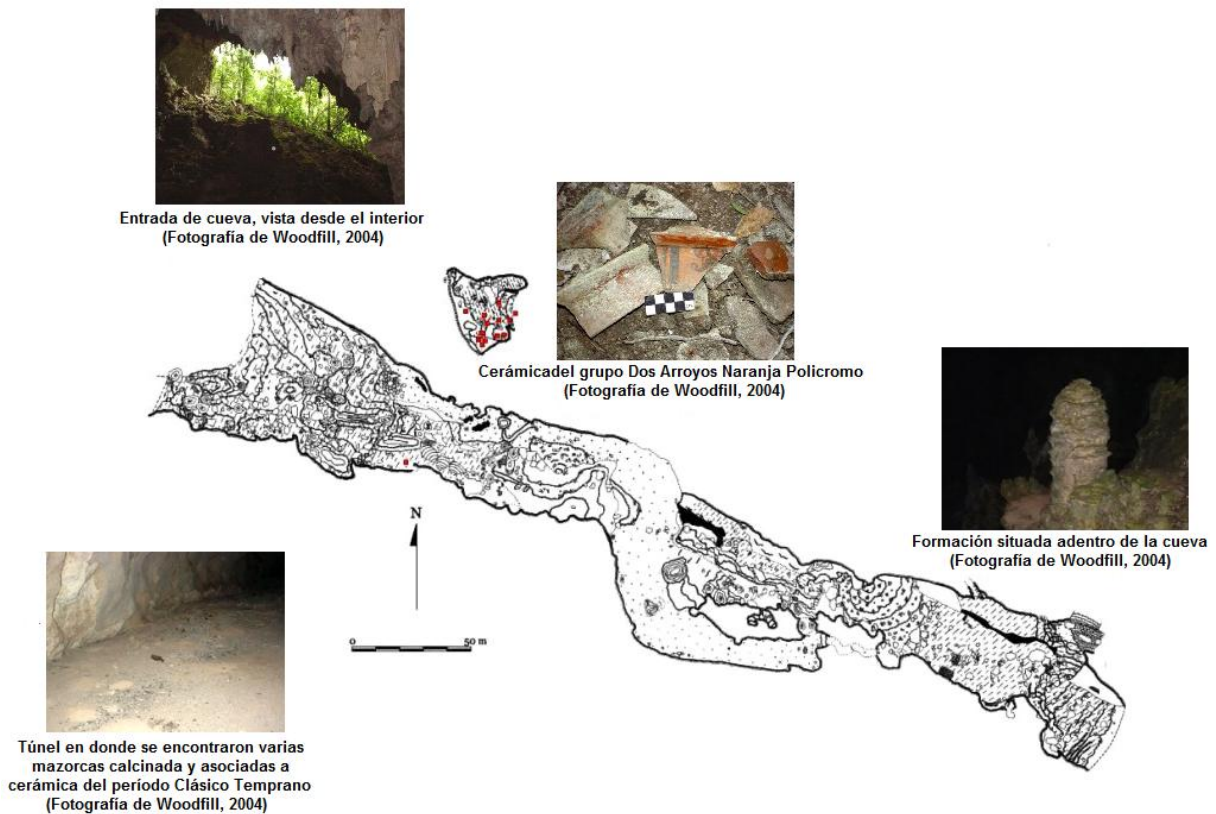 Entrada de cueva, vista desde el interior
(Fotografía de Woodfill, 2004)
Cerámicadel grupo Dos Arroyos Naranja Policromo
(Fotografía de Woodfill, 2004)
Formación situada adentro de la cueva
(Fotografía de Woodfill, 2004)
N
0 50 m
Túnel en donde se encontraron varias
mazorcas calcinada y asociadas a
cerámica del período Clásico Temprano
(Fotografía de Woodfill, 2004)